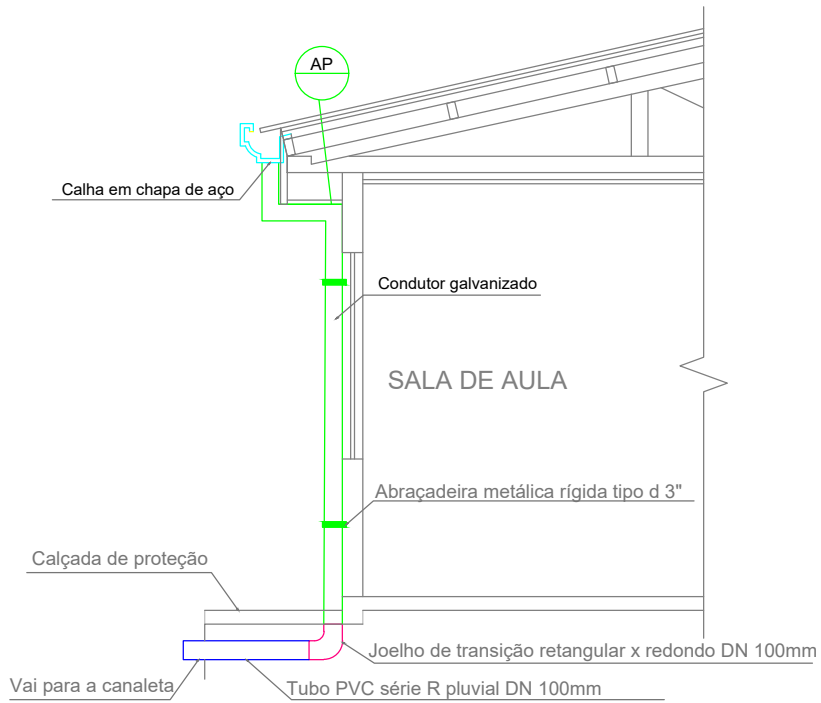 AP
Calha em chapa de aço
Condutor galvanizado
SALA DE AULA
Abraçadeira metálica rígida tipo d 3"
Calçada de proteção
Joelho de transição retangular x redondo DN 100mm
Vai para a canaleta
Tubo PVC série R pluvial DN 100mm